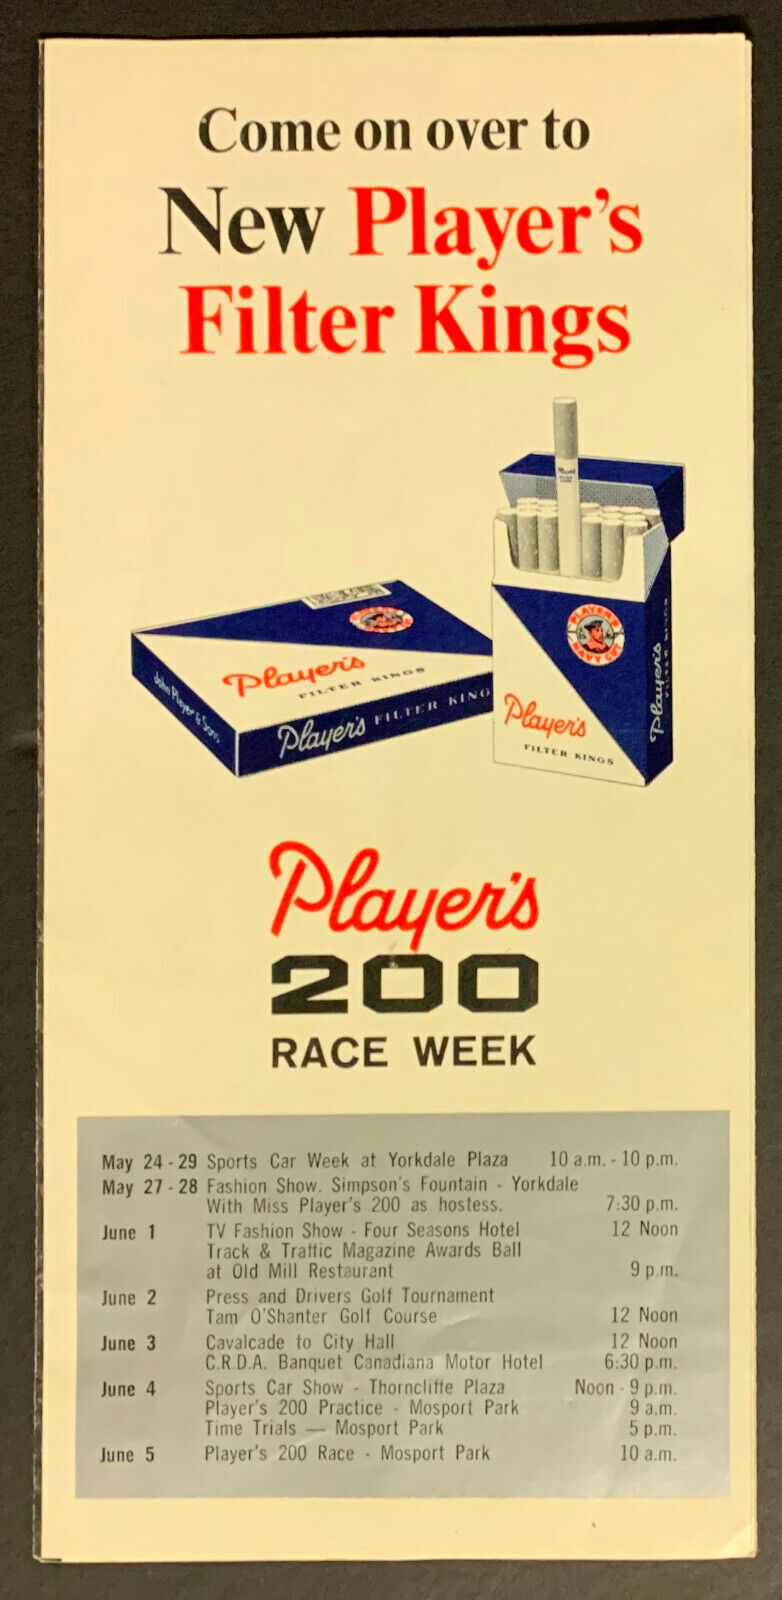 Come on over to
New Player's
Filter Kings
PLAYER'S
NAVY CUT
Player's
FILTER KINGS
Player's
FILTER KINGS
John Player & Sons
Player's
FILTER KINGS
Player's FILTER KING
Player's
200
RACE WEEK
May 24 - 29 Sports Car Week at Yorkdale Plaza 10 a.m. - 10 p.m.
May 27 - 28 Fashion Show. Simpson's Fountain - Yorkdale
With Miss Player's 200 as hostess. 7:30 p.m.
June 1 TV Fashion Show - Four Seasons Hotel 12 Noon
Track & Traffic Magazine Awards Ball
at Old Mill Restaurant 9 p.m.
June 2 Press and Drivers Golf Tournament
Tam O'Shanter Golf Course 12 Noon
June 3 Cavalcade to City Hall 12 Noon
C.R.D.A. Banquet Canadiana Motor Hotel 6:30 p.m.
June 4 Sports Car Show - Thorncliffe Plaza Noon - 9 p.m.
Player's 200 Practice - Mosport Park 9 a.m.
Time Trials — Mosport Park 5 p.m.
June 5 Player's 200 Race - Mosport Park 10 a.m.